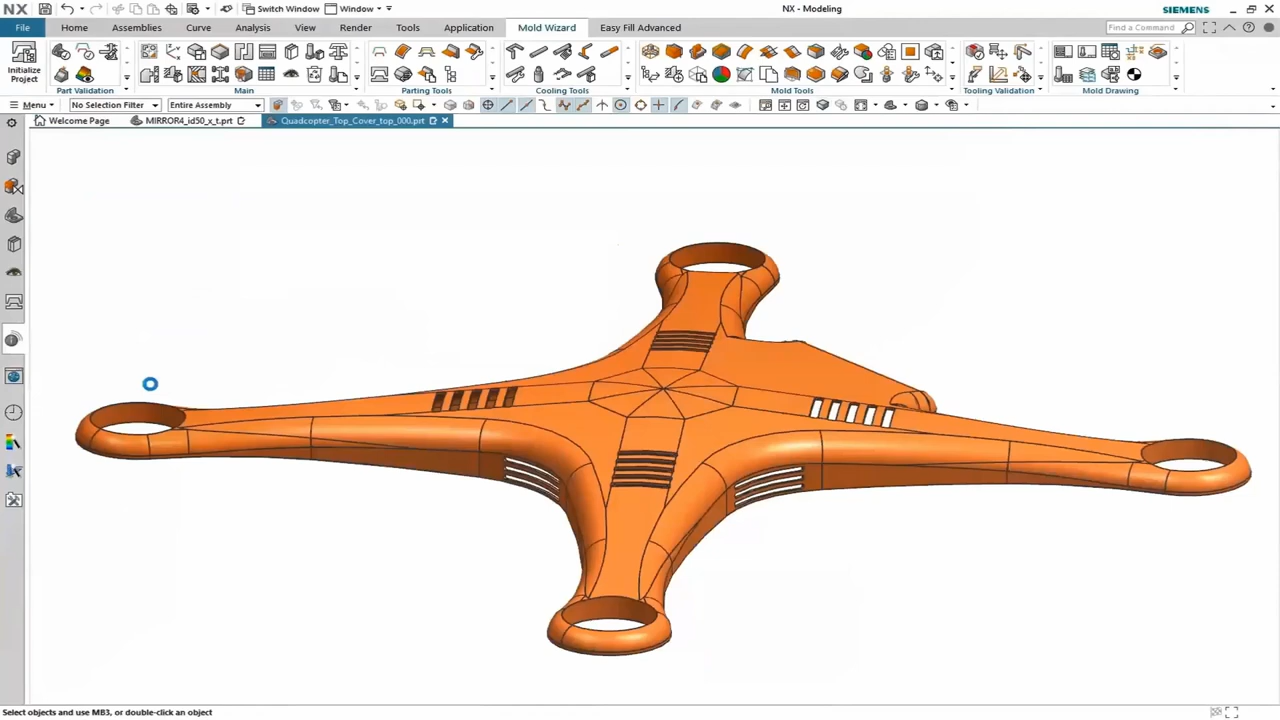 NX
Switch Window
Window
NX - Modeling
SIEMENS
File
Home
Assemblies
Curve
Analysis
View
Render
Tools
Application
Mold Wizard
Easy Fill Advanced
Find a Command
Initialize
Project
Part Validation
Main
Parting Tools
Cooling Tools
Mold Tools
Tooling Validation
Mold Drawing
Menu
No Selection Filter
Entire Assembly
Welcome Page
MIRROR4_id50_x_t.prt
Quadcopter_Top_Cover_top_000.prt
Select objects and use MB3, or double-click an object